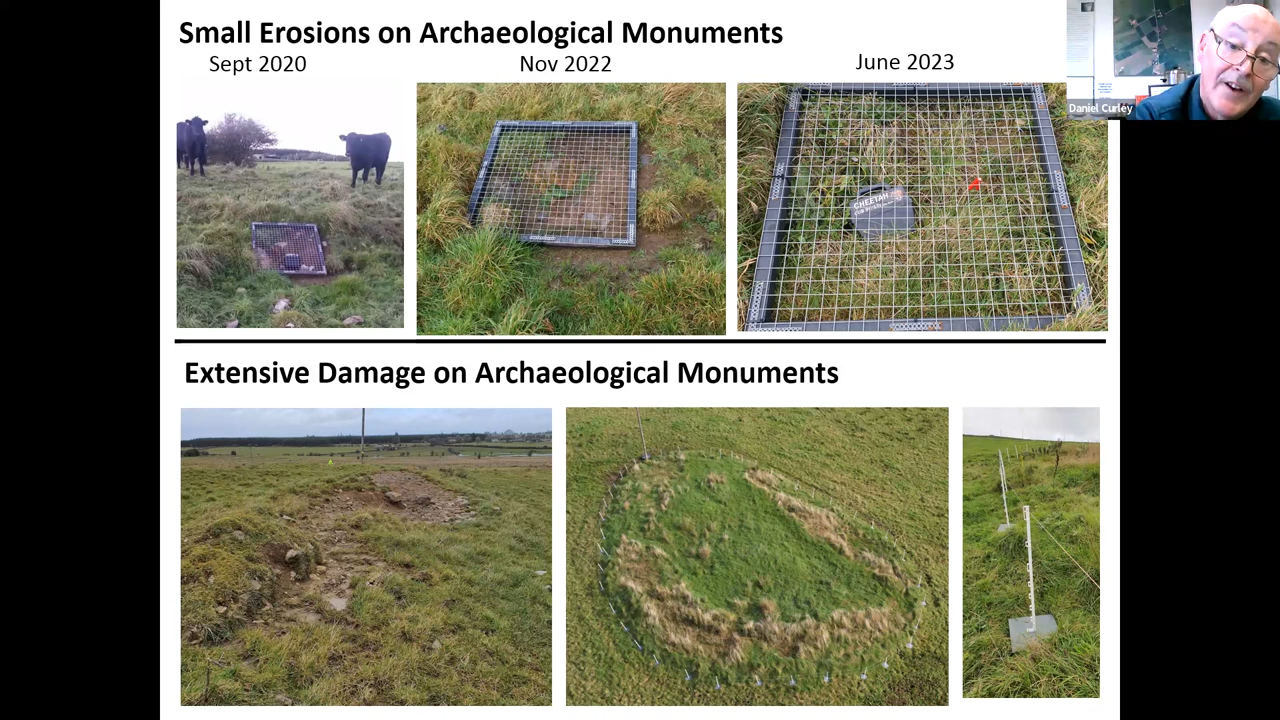 Small Erosions on Archaeological Monuments
Sept 2020
Nov 2022
June 2023
Daniel Curley
CHEETAH
Extensive Damage on Archaeological Monuments